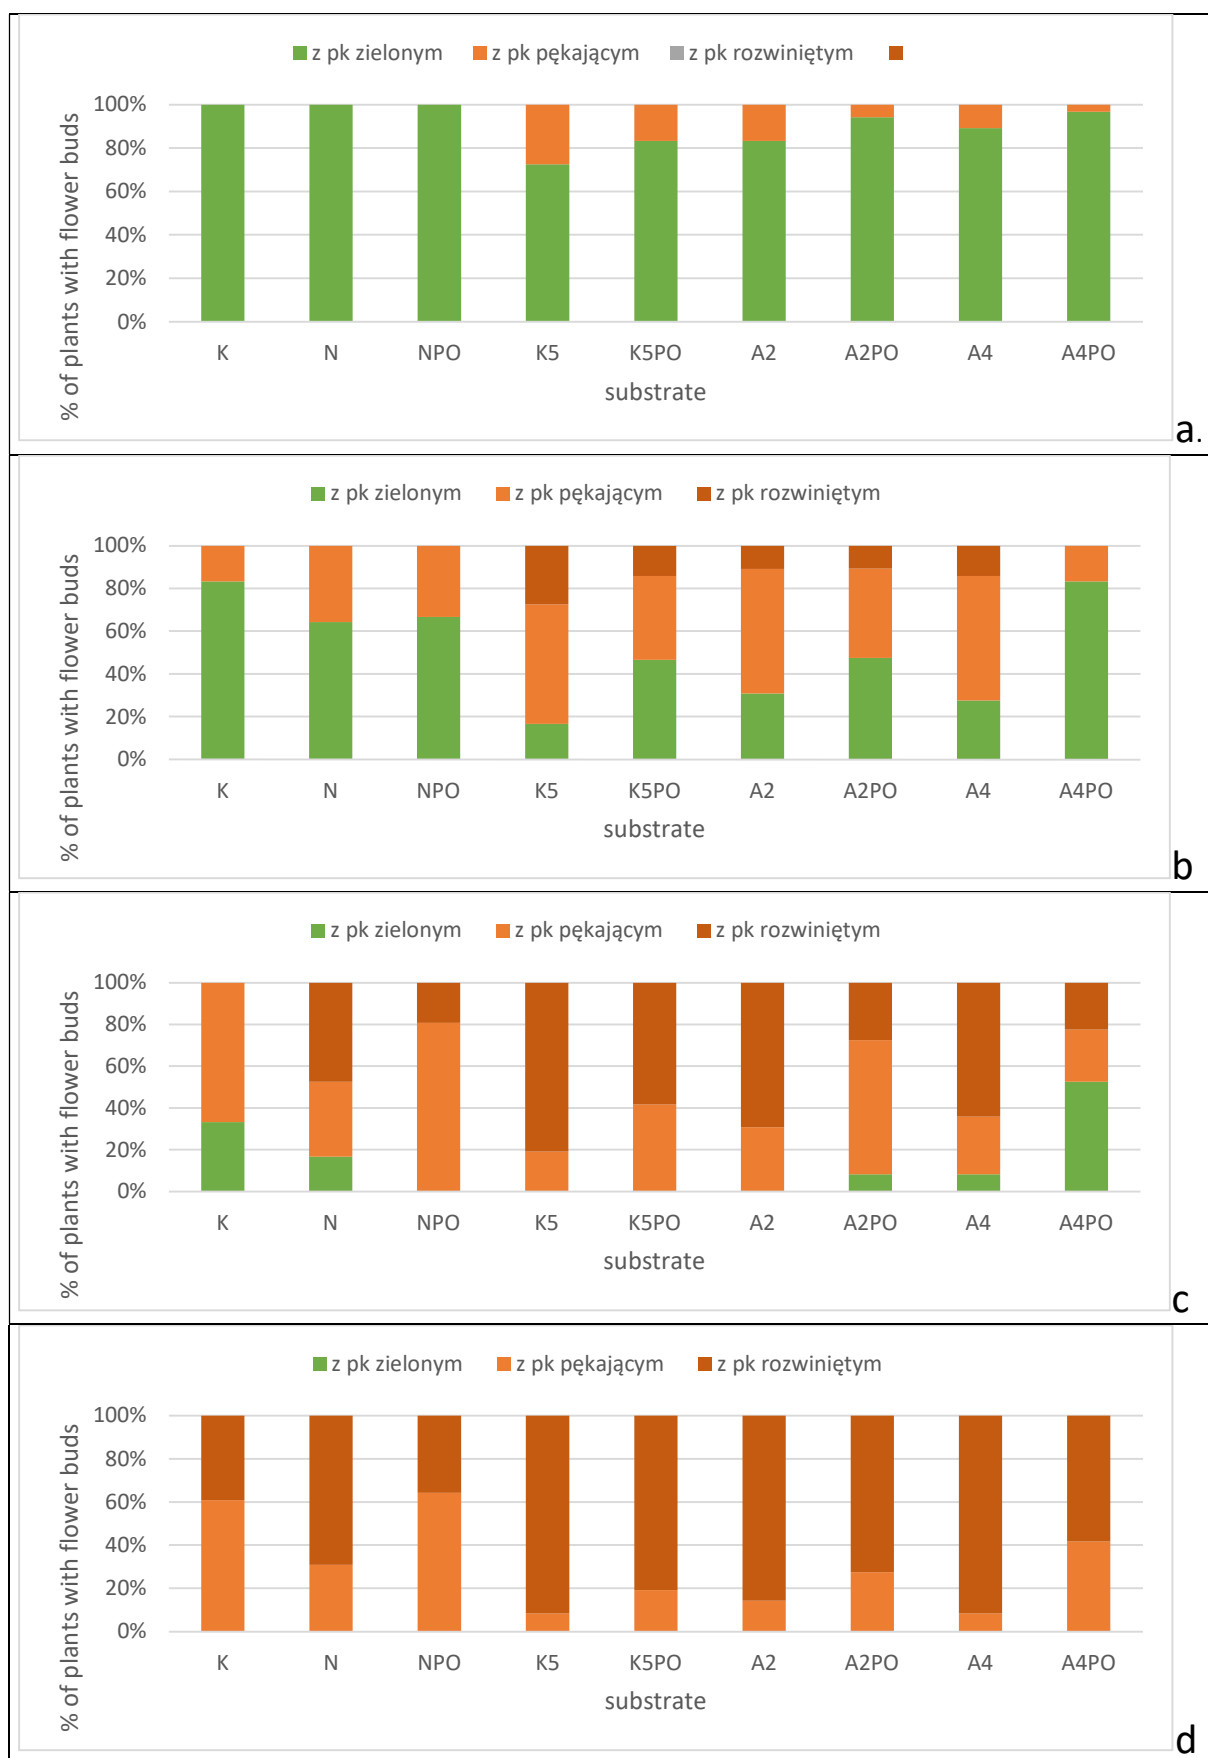 z pk zielonym z pk pękającym z pk rozwiniętym
% of plants with flower buds
100%
80%
60%
40%
20%
0%
K N NPO K5 K5PO A2 A2PO A4 A4PO
substrate
a.
z pk zielonym z pk pękającym z pk rozwiniętym
% of plants with flower buds
100%
80%
60%
40%
20%
0%
K N NPO K5 K5PO A2 A2PO A4 A4PO
substrate
b
z pk zielonym z pk pękającym z pk rozwiniętym
% of plants with flower buds
100%
80%
60%
40%
20%
0%
K N NPO K5 K5PO A2 A2PO A4 A4PO
substrate
c
z pk zielonym z pk pękającym z pk rozwiniętym
% of plants with flower buds
100%
80%
60%
40%
20%
0%
K N NPO K5 K5PO A2 A2PO A4 A4PO
substrate
d